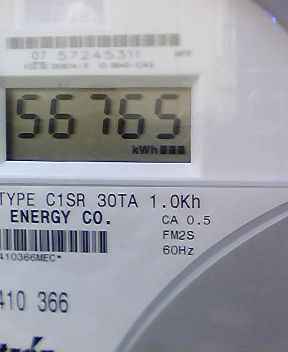 07 57245311
56765
kWh
TYPE C1SR 30TA 1.0Kh
ENERGY CO.
CA 0.5
FM2S
60Hz
410366MEC*
410 366